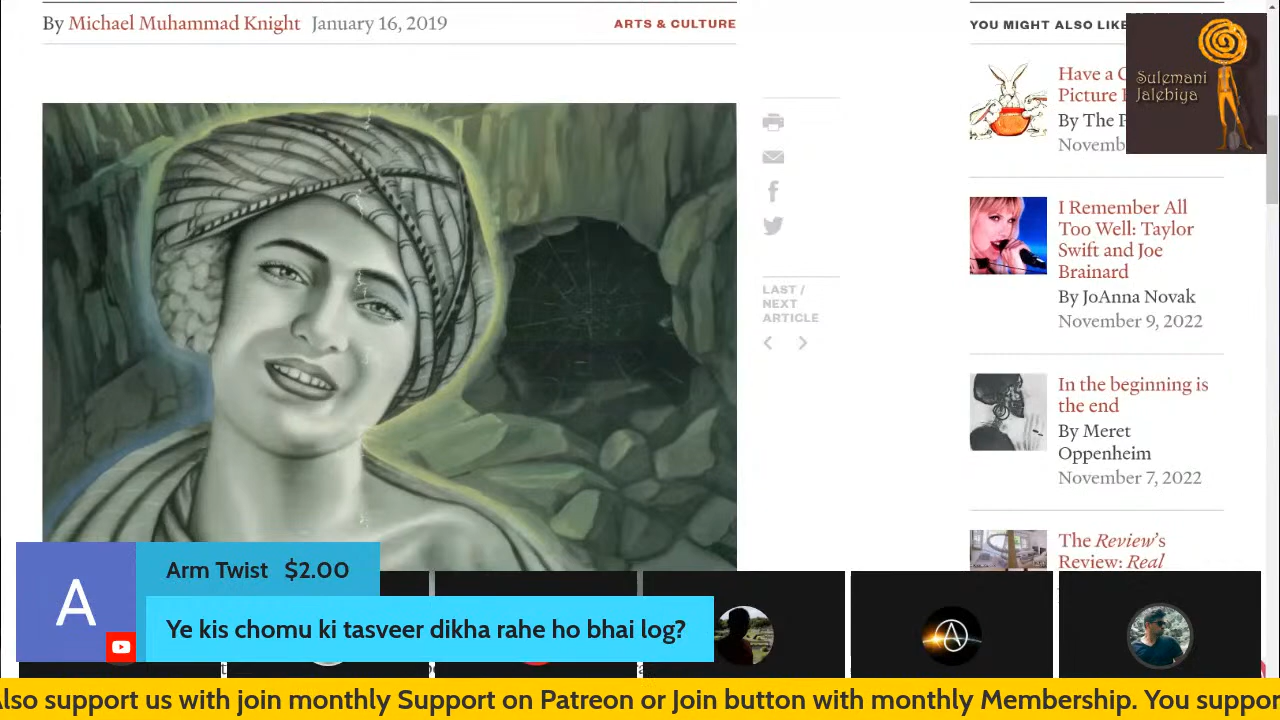 By Michael Muhammad Knight January 16, 2019
ARTS & CULTURE
YOU MIGHT ALSO LIKE
Sulemani
Jalebiya
Have a
Picture
By The
November 9, 2022
I Remember All
Too Well: Taylor
Swift and Joe
Brainard
By JoAnna Novak
November 9, 2022
In the beginning is
the end
By Meret
Oppenheim
November 7, 2022
The Review's
Review: Real
LAST /
NEXT
ARTICLE
A
Arm Twist $2.00
Ye kis chomu ki tasveer dikha rahe ho bhai log?
lso support us with join monthly Support on Patreon or Join button with monthly Membership. You suppor